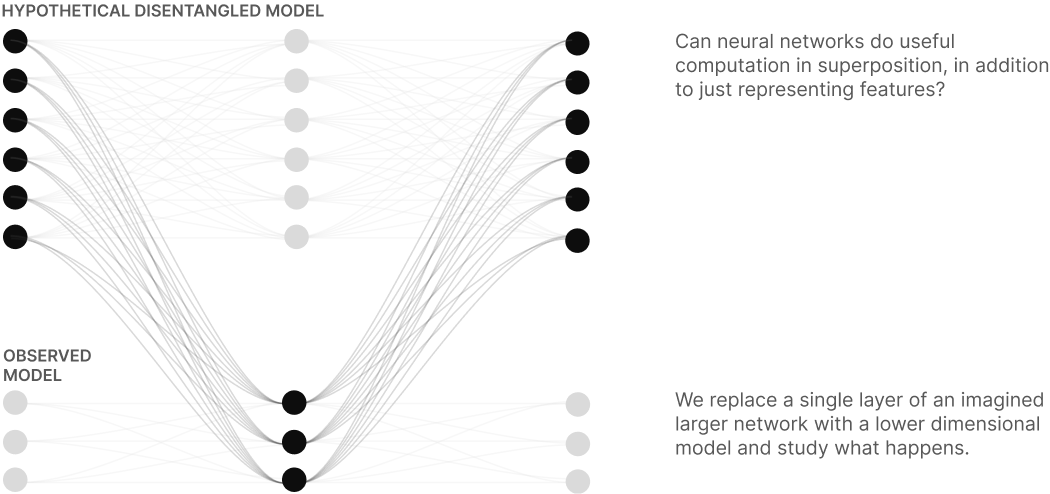 HYPOTHETICAL DISENTANGLED MODEL
Can neural networks do useful
computation in superposition, in addition
to just representing features?
OBSERVED
MODEL
We replace a single layer of an imagined
larger network with a lower dimensional
model and study what happens.